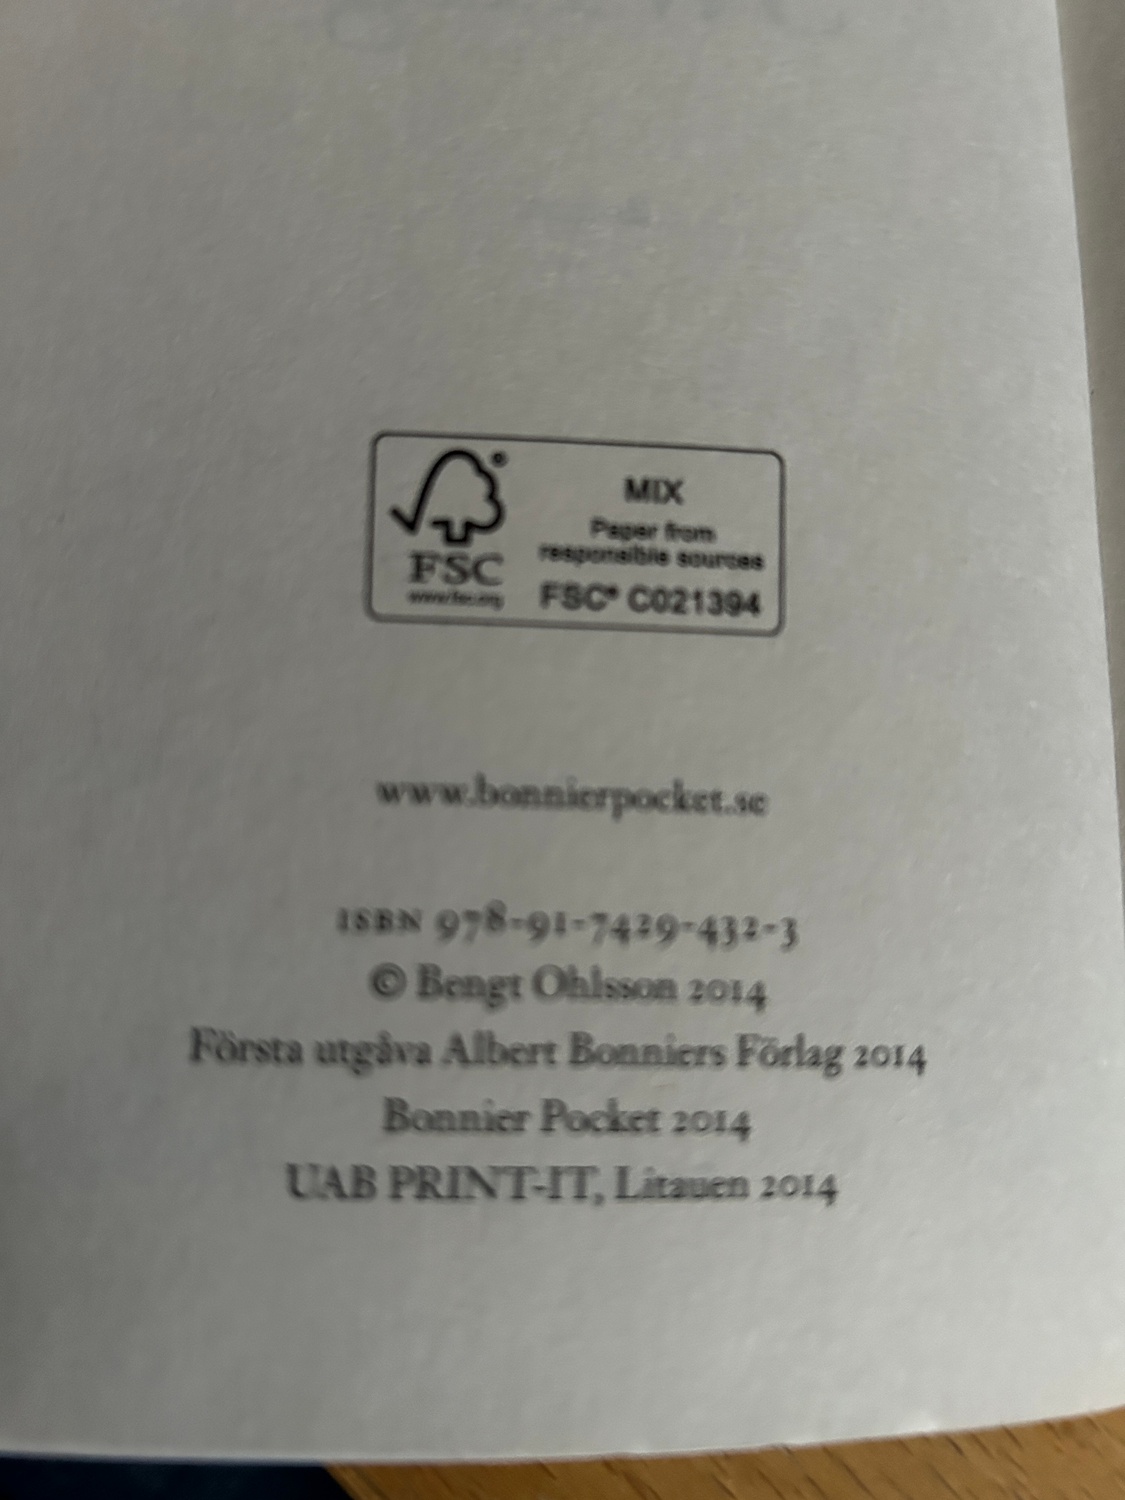 MIX
Paper from
responsible sources
FSC
www.fsc.org
FSC® C021394
www.bonnierpocket.se
ISBN 978-91-7429-432-3
© Bengt Ohlsson 2014
Första utgåva Albert Bonniers Förlag 2014
Bonnier Pocket 2014
UAB PRINT-IT, Litauen 2014